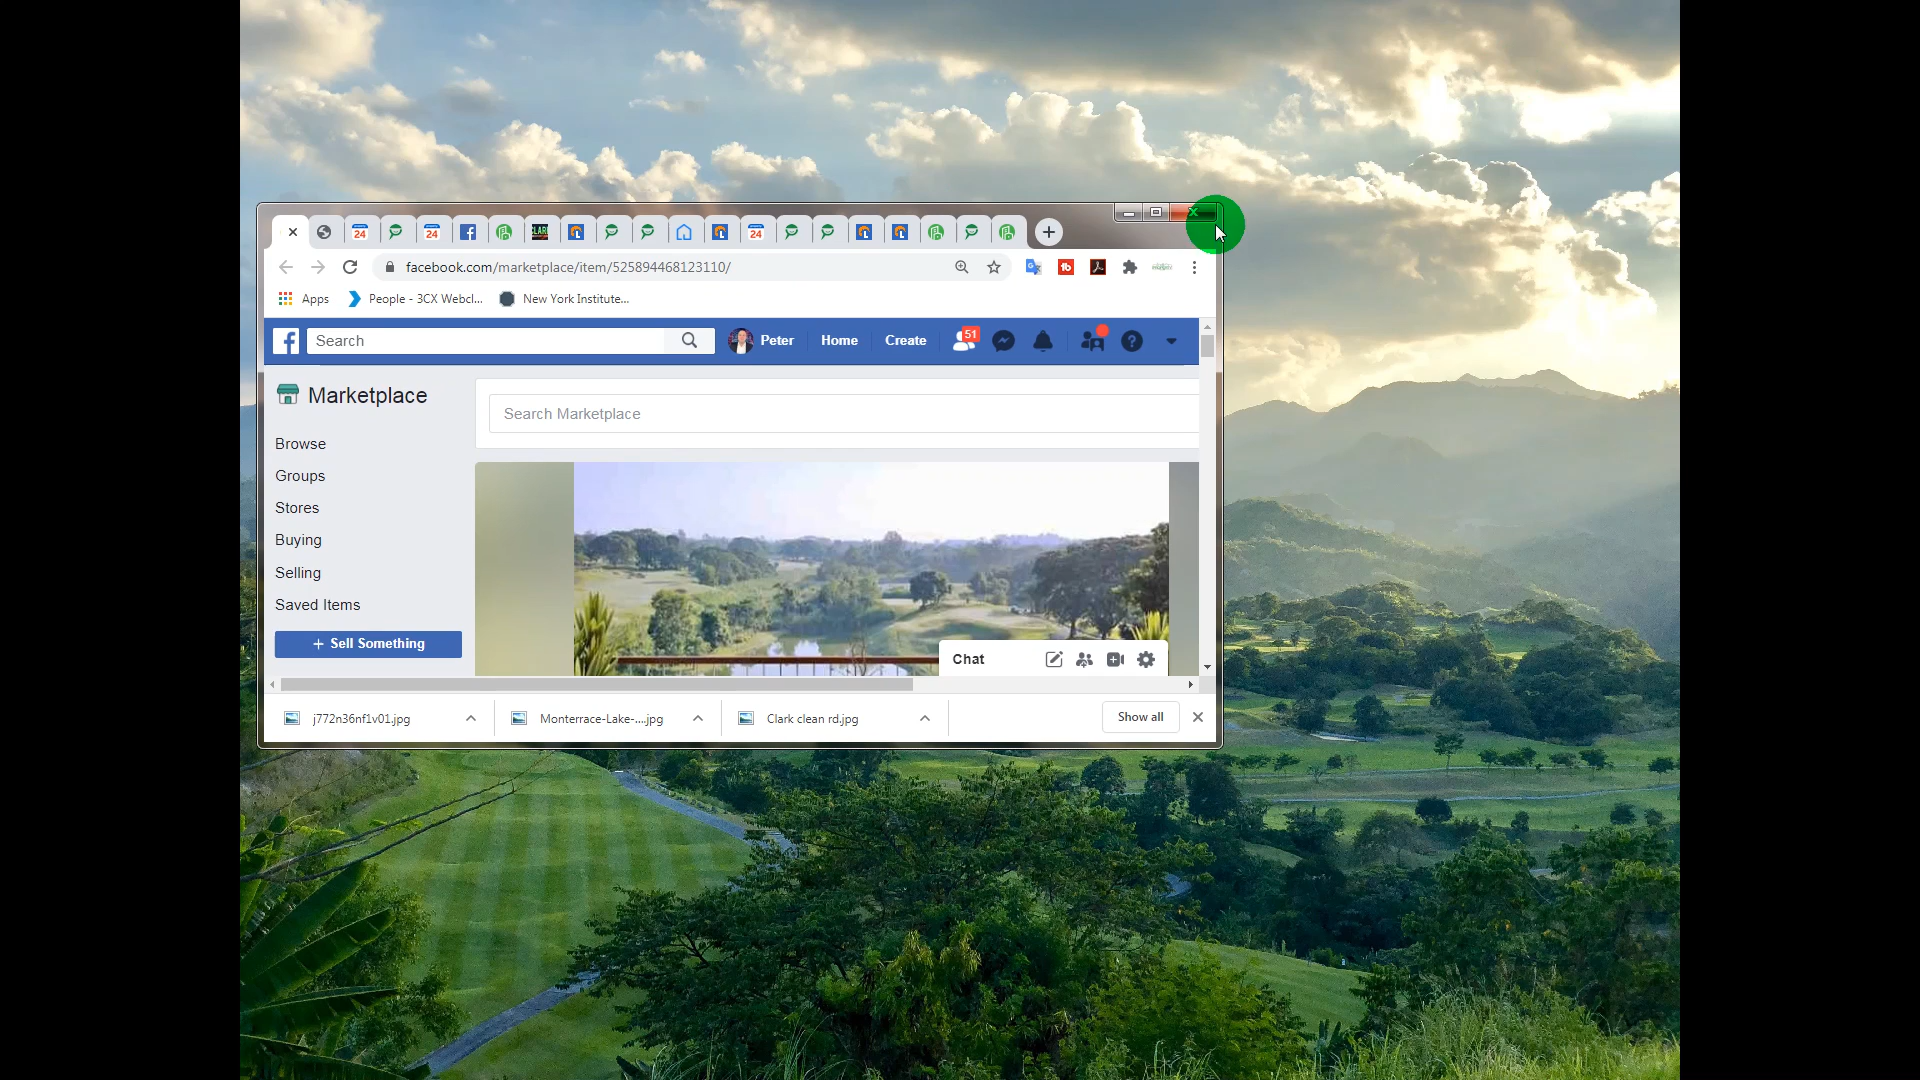 24
24
CLARK
L
L
24
L
L
facebook.com/marketplace/item/525894468123110/
Apps
People - 3CX Webcl...
New York Institute...
Search
Peter
Home
Create
51
Marketplace
Search Marketplace
Browse
Groups
Stores
Buying
Selling
Saved Items
+ Sell Something
Chat
j772n36nf1v01.jpg
Monterrace-Lake-....jpg
Clark clean rd.jpg
Show all